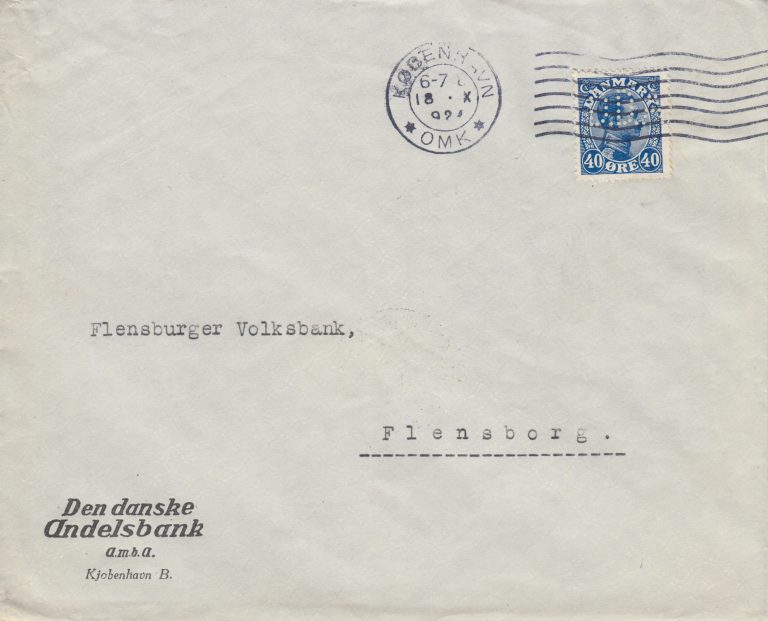 KØBENHAVN
6-7
18 X
OMK
DANMARK
40 ØRE 40
Flensburger Volksbank,
Flensborg.
Den danske
Andelsbank
a.m.b.a.
Kjøbenhavn B.